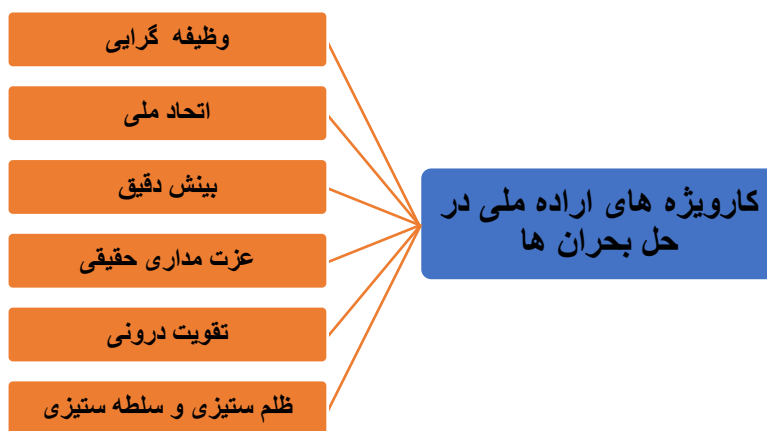 کارویژه های اراده ملی در
حل بحران ها
وظیفه گرایی
اتحاد ملی
بینش دقیق
عزت مداری حقیقی
تقویت درونی
ظلم ستیزی و سلطه ستیزی